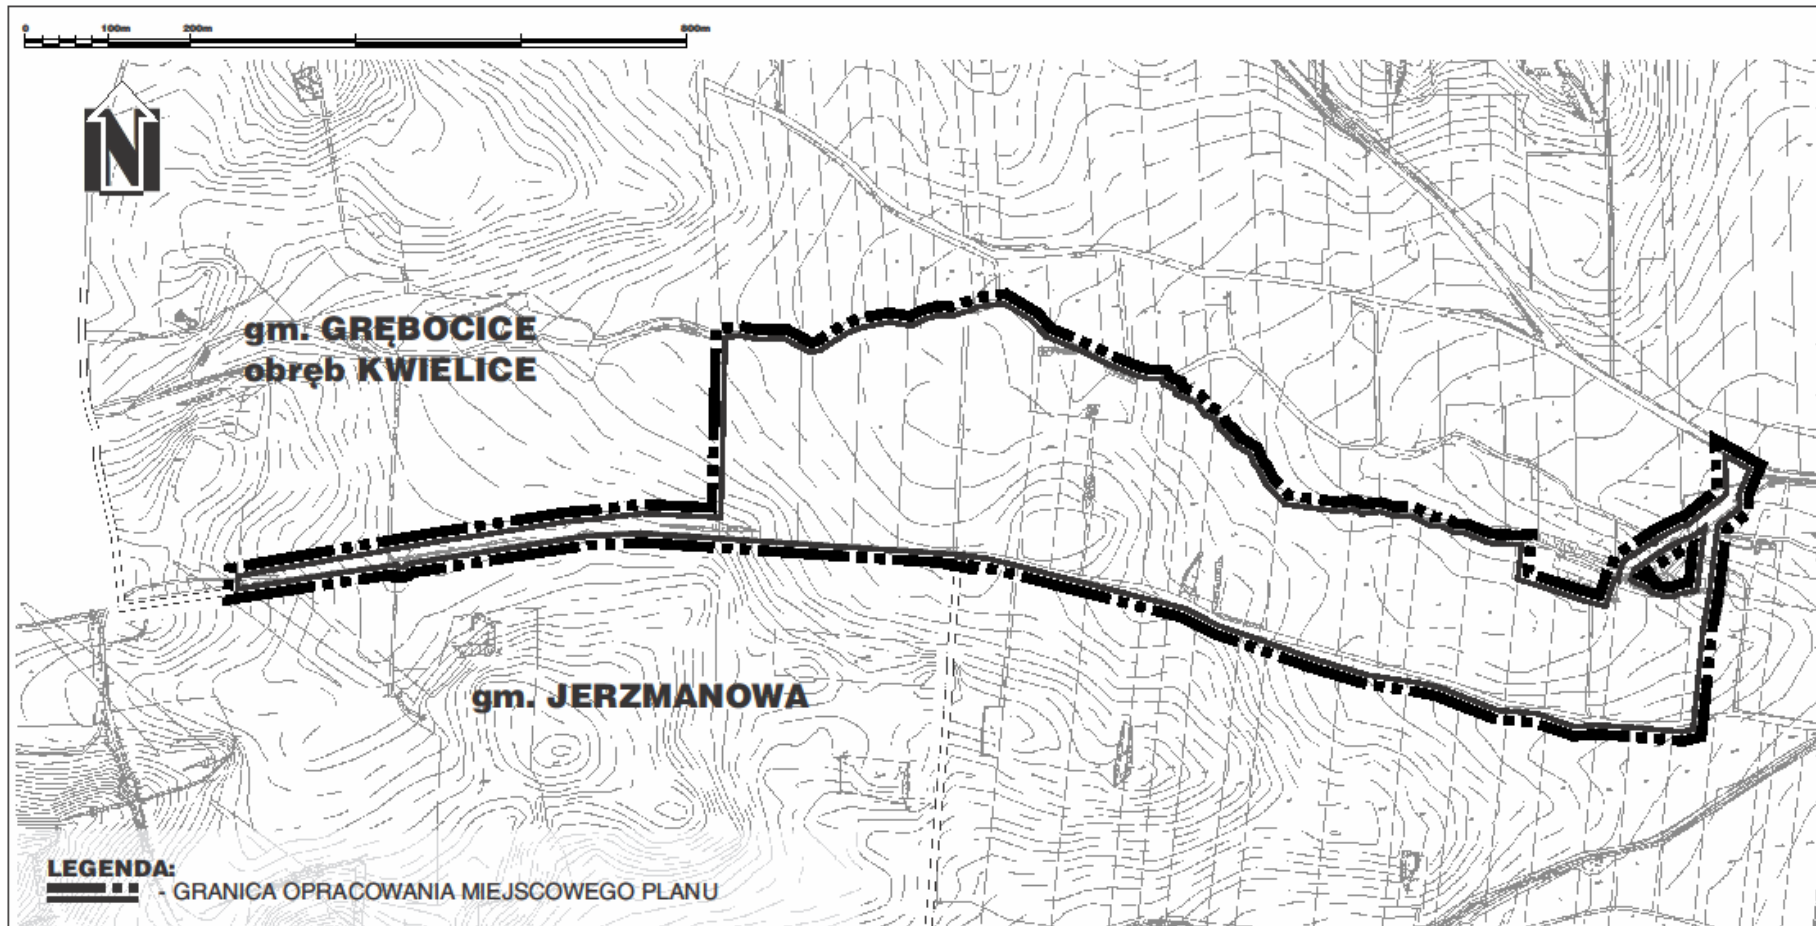 0 100m 200m 800m
N
gm. GRĘBOCICE
obręb KWIELICE
gm. JERZMANOWA
LEGENDA:
- GRANICA OPRACOWANIA MIEJSCOWEGO PLANU